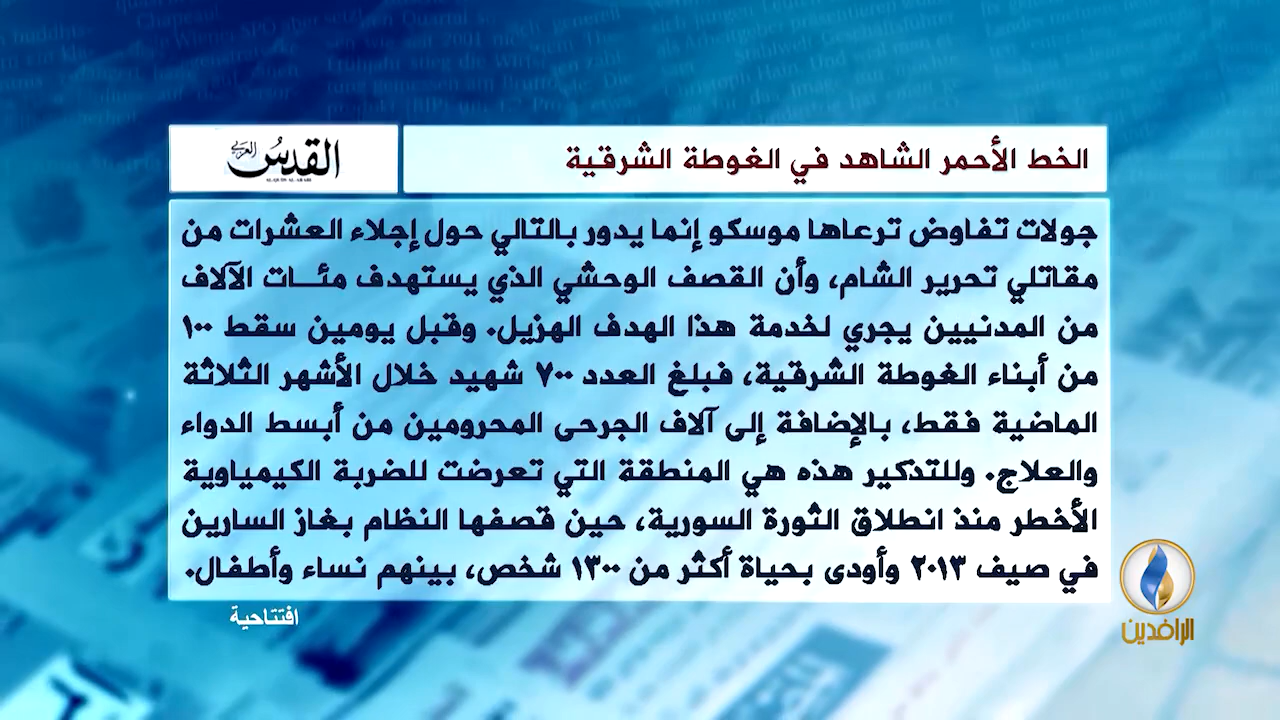 الخط الأحمر الشاهد في الغوطة الشرقية
القدس العربي
AL-QUDS AL-ARABI
جولات تفاوض ترعاها موسكو إنما يدور بالتالي حول إجلاء العشرات من
مقاتلي تحرير الشام، وأن القصف الوحشي الذي يستهدف مئـات الآلاف
من المدنيين يجري لخدمة هذا الهدف الهزيل. وقبل يومين سقط ١٠٠
من أبناء الغوطة الشرقية، فبلغ العدد ٧٠٠ شهيد خلال الأشهر الثلاثة
الماضية فقط، بالإضافة إلى آلاف الجرحى المحرومين من أبسط الدواء
والعلاج. وللتذكير هذه هي المنطقة التي تعرضت للضربة الكيمياوية
الأخطر منذ انطلاق الثورة السورية، حين قصفها النظام بغاز السارين
في صيف ٢٠١٣ وأودى بحياة أكثر من ١٣٠٠ شخص، بينهم نساء وأطفال.
افتتاحية
الرافدين